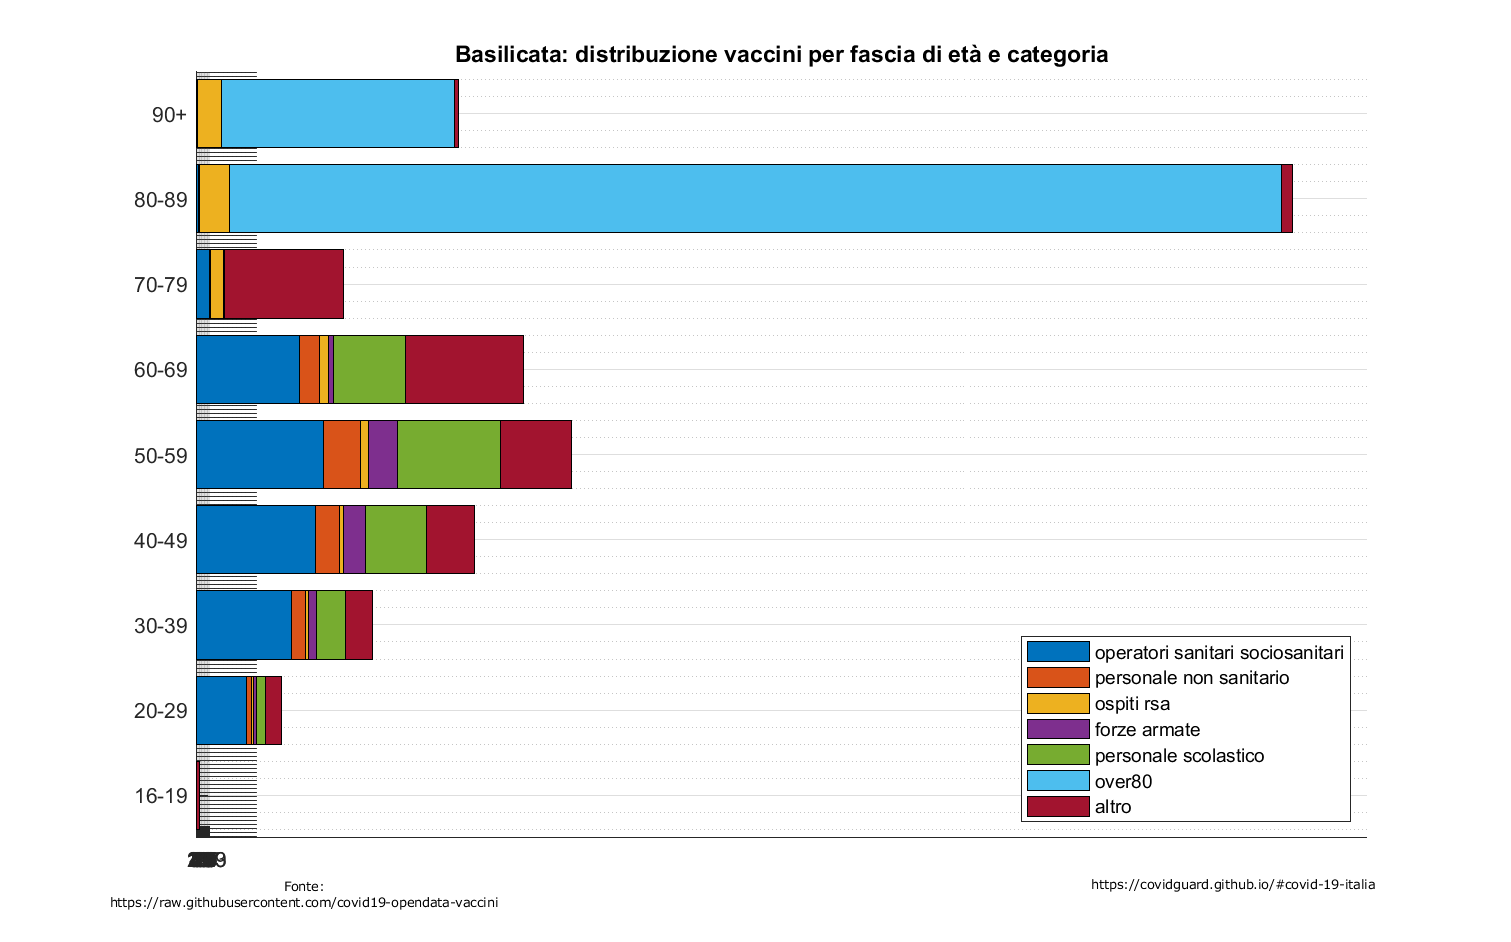 Basilicata: distribuzione vaccini per fascia di età e categoria
90+
80-89
70-79
60-69
50-59
40-49
30-39
20-29
16-19
operatori sanitari sociosanitari
personale non sanitario
ospiti rsa
forze armate
personale scolastico
over80
altro
Fonte:
https://raw.githubusercontent.com/covid19-opendata-vaccini
https://covidguard.github.io/#covid-19-italia